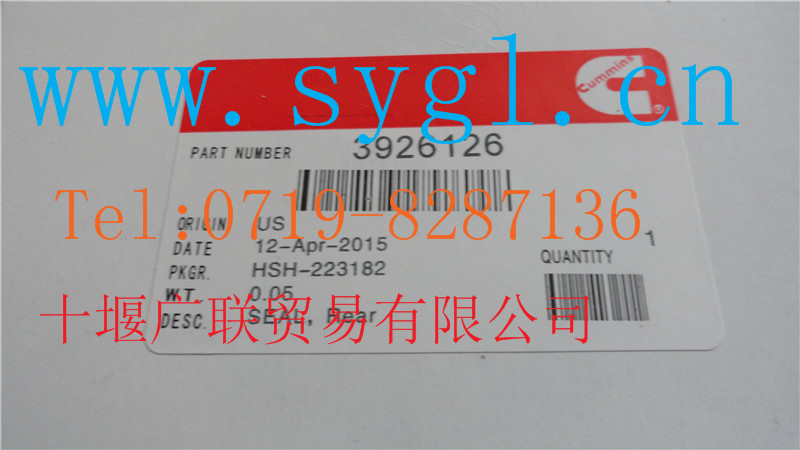 Cummins
www.sygl.cn
PART NUMBER 3926126
Tel:0719-8287136
ORIGIN US
DATE 12-Apr-2015
PKGR. HSH-223182
WT. 0.05
DESC. SEAL, Rear
QUANTITY 1
十堰广联贸易有限公司